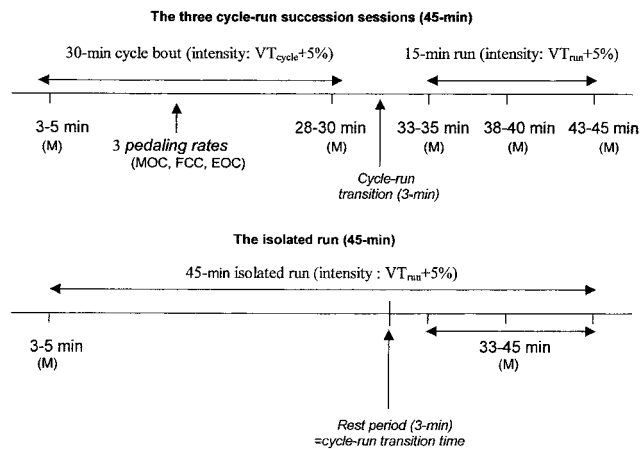 The three cycle-run succession sessions (45-min)
30-min cycle bout (intensity: VTcycle+5%) 15-min run (intensity: VTrun+5%)
3-5 min 28-30 min 33-35 min 38-40 min 43-45 min
(M) (M) (M) (M) (M)
3 pedaling rates
(MOC, FCC, EOC)
Cycle-run
transition (3-min)
The isolated run (45-min)
45-min isolated run (intensity : VTrun+5%)
3-5 min 33-45 min
(M) (M)
Rest period (3-min)
=cycle-run transition time